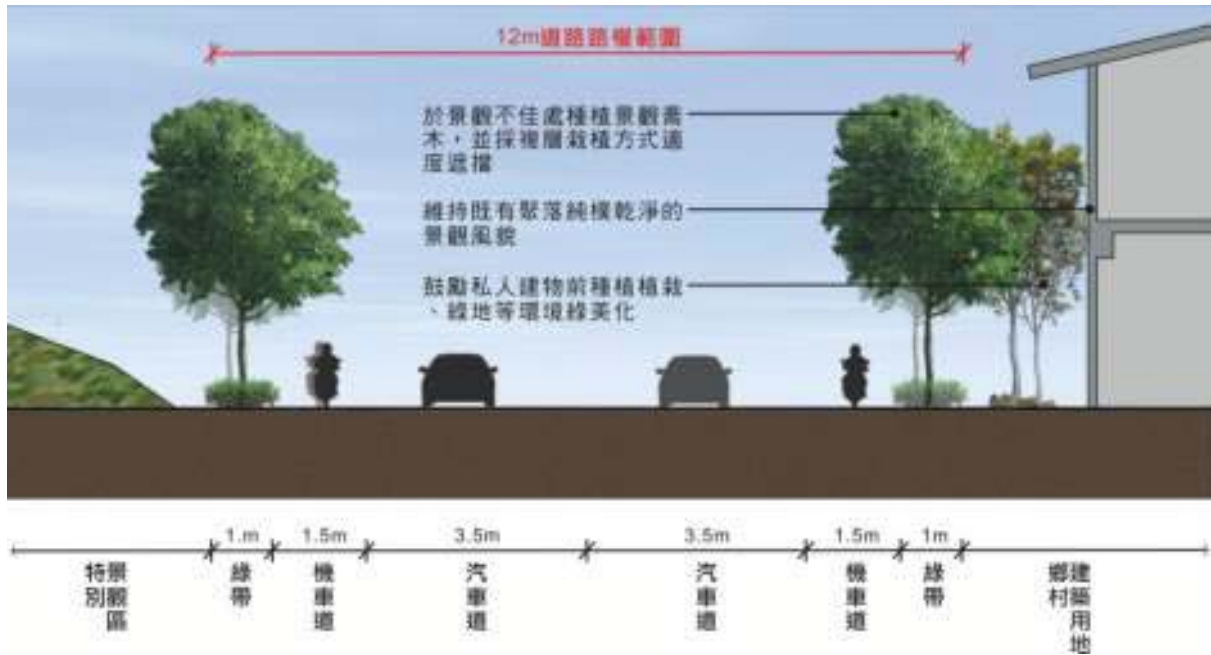 12m道路路權範圍
於景觀不佳處種植景觀喬
木，並採複層栽植方式適
度遮擋
維持既有聚落純樸乾淨的
景觀風貌
鼓勵私人建物前種植植栽
、綠地等環境綠美化
1.m
1.5m
3.5m
3.5m
1.5m
1m
特別景觀區
綠帶
機車道
汽車道
汽車道
機車道
綠帶
鄉村建築用地